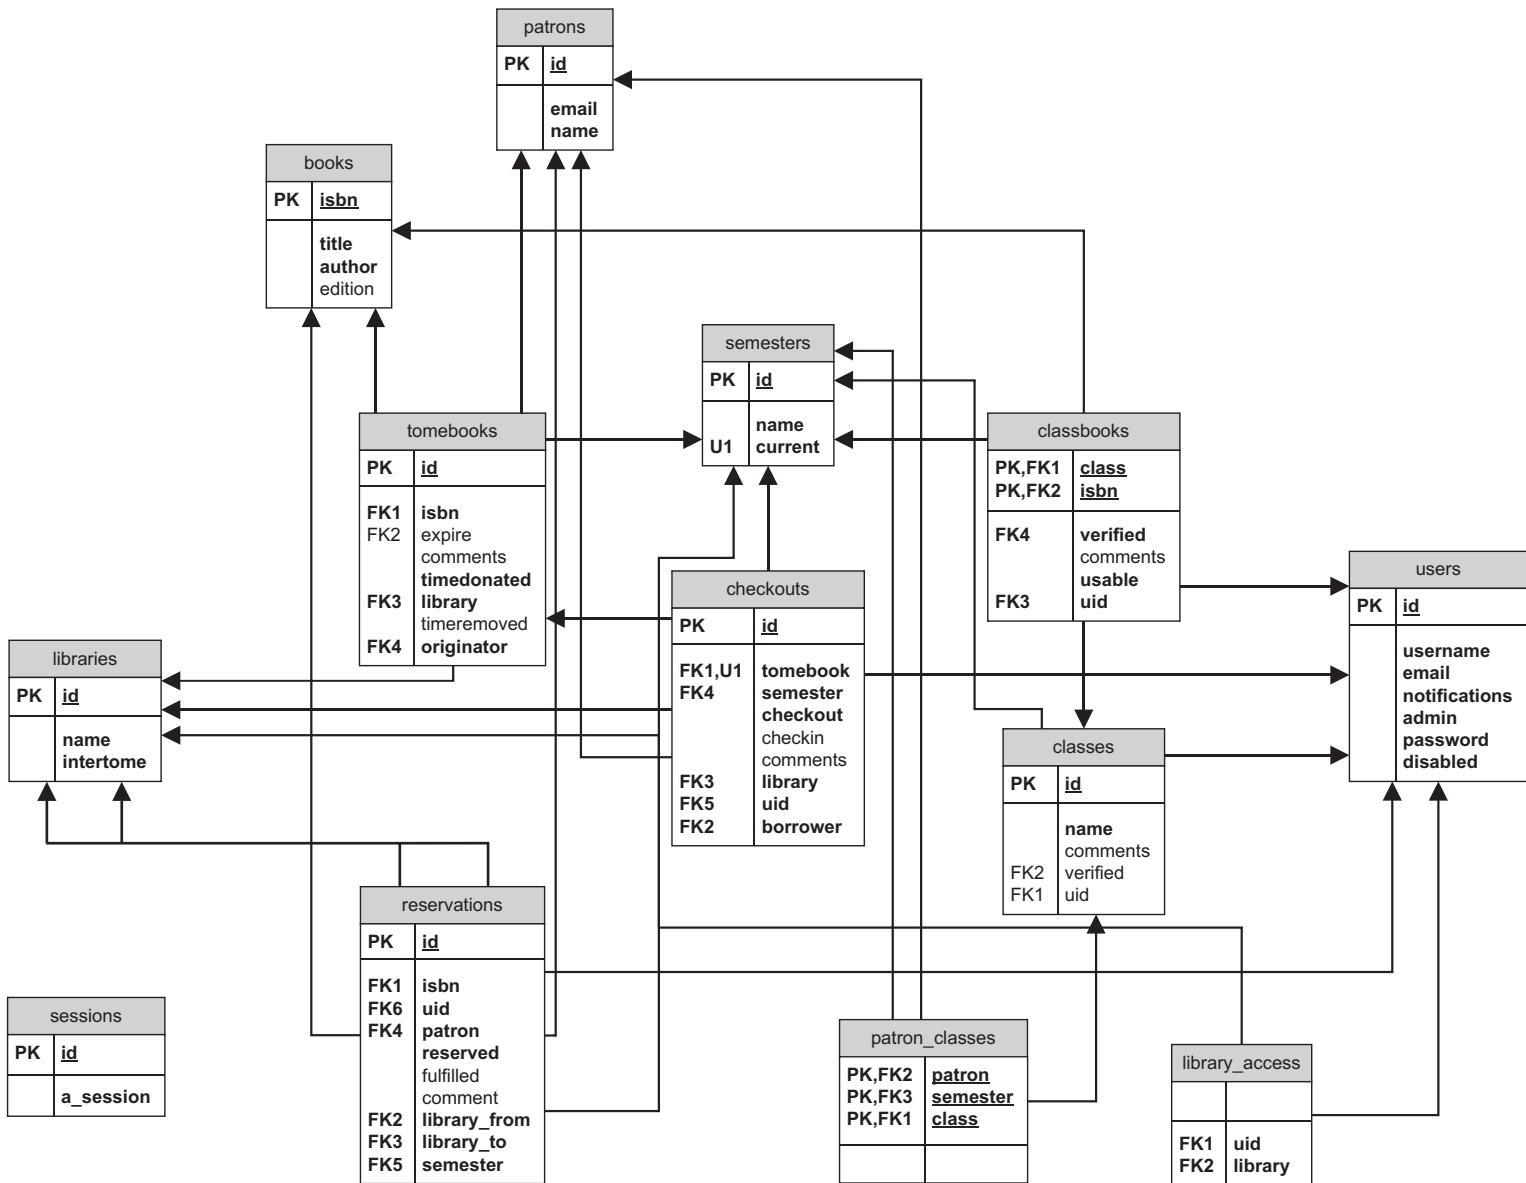 patrons
PK id
email
name
books
PK isbn
title
author
edition
semesters
PK id
name
U1 current
tomebooks
PK id
FK1 isbn
FK2 expire
comments
timedonated
FK3 library
timeremoved
FK4 originator
classbooks
PK,FK1 class
PK,FK2 isbn
FK4 verified
comments
usable
FK3 uid
users
PK id
username
email
notifications
admin
password
disabled
checkouts
PK id
FK1,U1 tomebook
FK4 semester
checkout
checkin
comments
FK3 library
FK5 uid
FK2 borrower
libraries
PK id
name
intertome
classes
PK id
name
comments
FK2 verified
FK1 uid
reservations
PK id
FK1 isbn
FK6 uid
FK4 patron
reserved
fulfilled
comment
FK2 library_from
FK3 library_to
FK5 semester
sessions
PK id
a_session
patron_classes
PK,FK2 patron
PK,FK3 semester
PK,FK1 class
library_access
FK1 uid
FK2 library